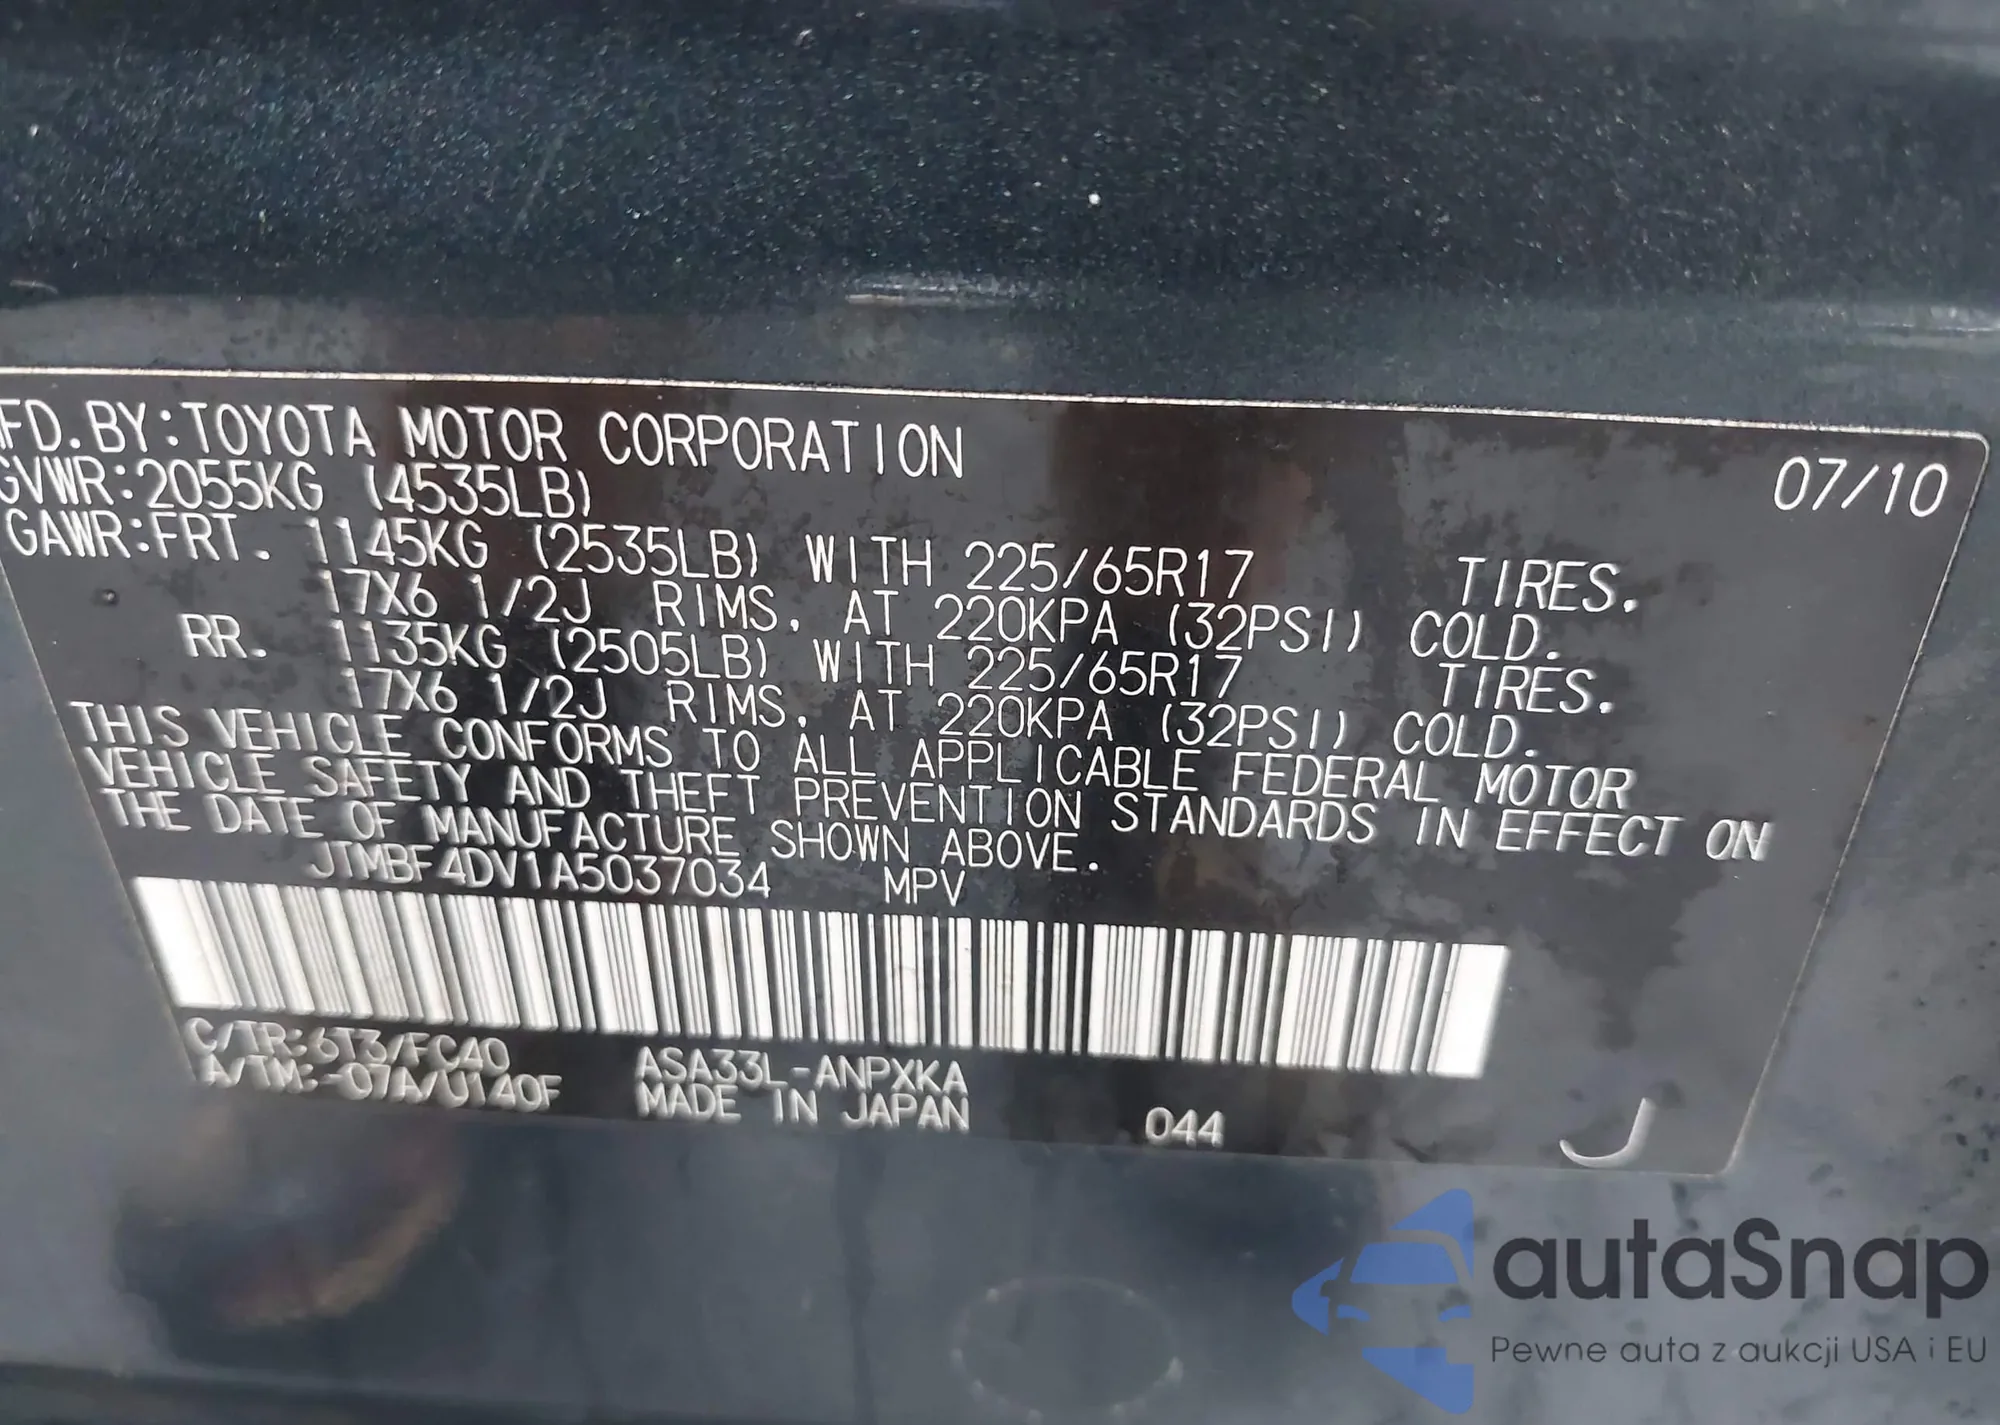 MFD.BY:TOYOTA MOTOR CORPORATION 07/10
GVWR:2055KG (4535LB)
GAWR:FRT. 1145KG (2535LB) WITH 225/65R17 TIRES.
17X6 1/2J RIMS, AT 220KPA (32PSI) COLD.
RR. 1135KG (2505LB) WITH 225/65R17 TIRES.
17X6 1/2J RIMS, AT 220KPA (32PSI) COLD.
THIS VEHICLE CONFORMS TO ALL APPLICABLE FEDERAL MOTOR
VEHICLE SAFETY AND THEFT PREVENTION STANDARDS IN EFFECT ON
THE DATE OF MANUFACTURE SHOWN ABOVE.
JTMBF4DV1A5037034 MPV
C/TR:6T3/FC40 ASA33L-ANPXKA
A/TM:-07A/U140F MADE IN JAPAN 044
J
autaSnap
Pewne auta z aukcji USA i EU